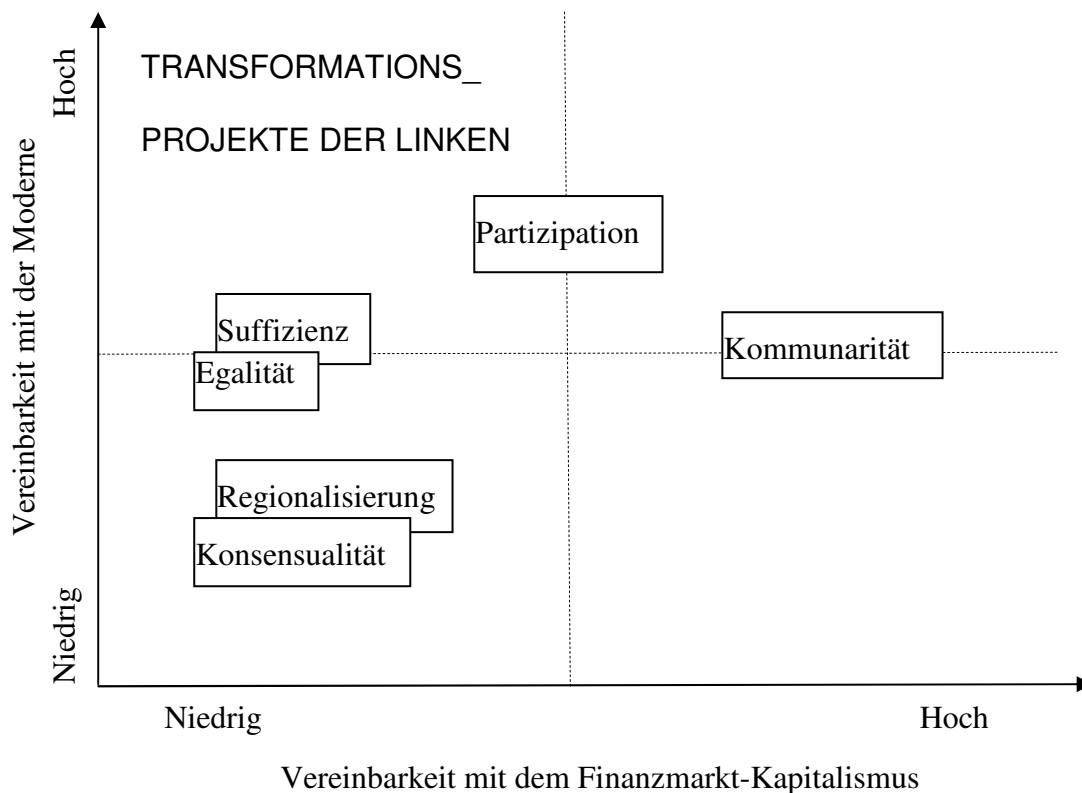 TRANSFORMATIONS_
PROJEKTE DER LINKEN
Hoch
Vereinbarkeit mit der Moderne
Niedrig
Partizipation
Suffizienz
Kommunarität
Egalität
Regionalisierung
Konsensualität
Niedrig
Hoch
Vereinbarkeit mit dem Finanzmarkt-Kapitalismus